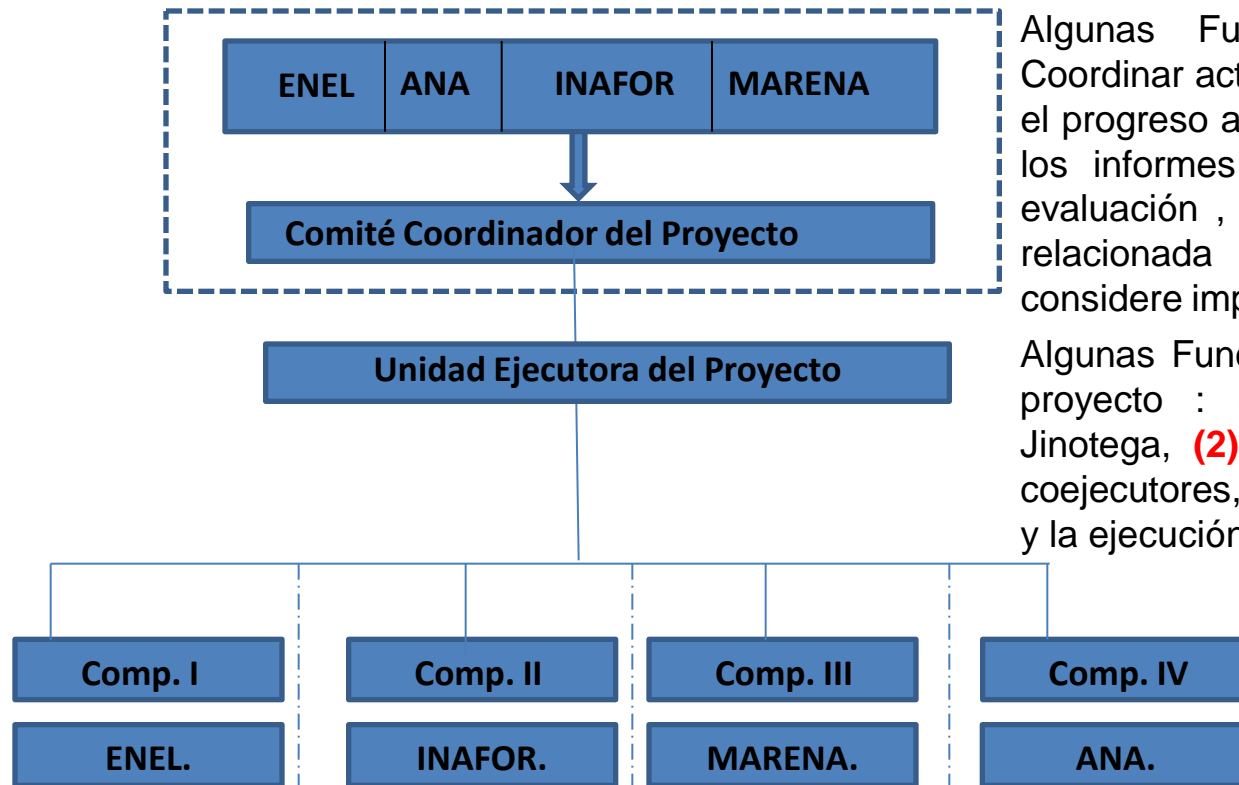 ENEL ANA INAFOR MARENA
Comité Coordinador del Proyecto
Unidad Ejecutora del Proyecto
Algunas
Coordinar
el progreso
los informes
evaluación ,
relacionada
considere
Algunas
proyecto :
Jinotega, (2)
coejecutores,
y la
Comp. I Comp. II Comp. III Comp. IV
ENEL. INAFOR. MARENA. ANA.